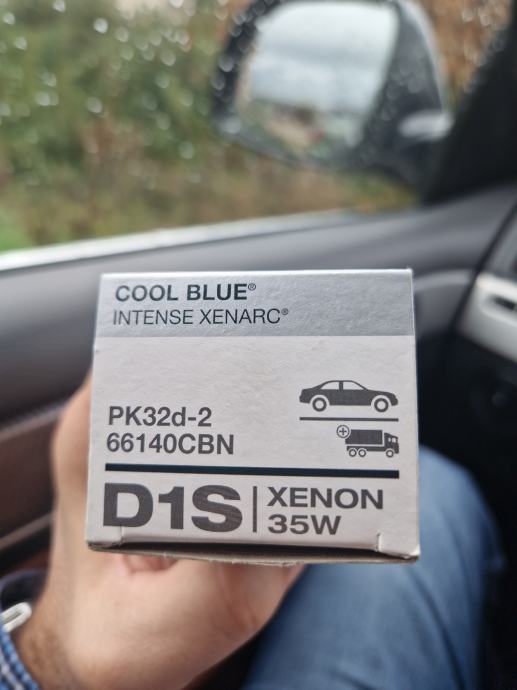 COOL BLUE®
INTENSE XENARC®
PK32d-2
66140CBN
D1S
XENON
35W